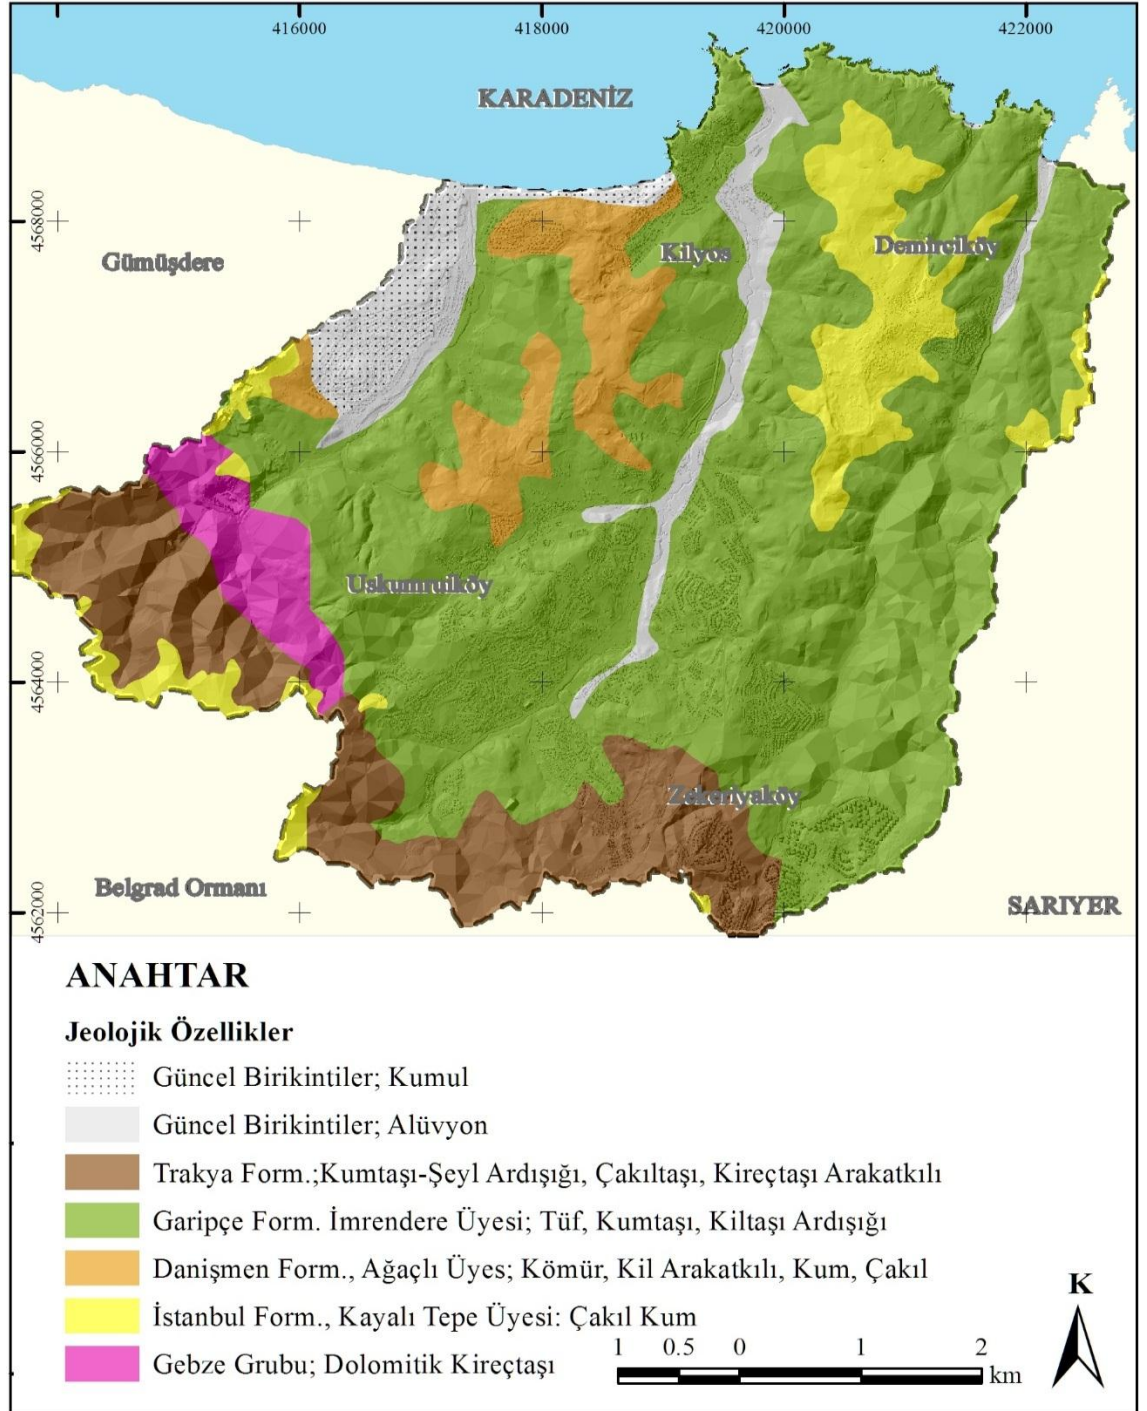 416000 418000 420000 422000
KARADENİZ
4568000
Gümüşdere
Kilyos
Demirciköy
4566000
Uskumruiköy
4564000
Zekeriyaköy
Belgrad Ormanı
SARIYER
4562000
ANAHTAR
Jeolojik Özellikler
Güncel Birikintiler; Kumul
Güncel Birikintiler; Alüvyon
Trakya Form.;Kumtaşı-Şeyl Ardışığı, Çakıltaşı, Kireçtaşı Arakatkılı
Garipçe Form. İmrendere Üyesi; Tüf, Kumtaşı, Kiltaşı Ardışığı
Danişmen Form., Ağaçlı Üyes; Kömür, Kil Arakatkılı, Kum, Çakıl
İstanbul Form., Kayalı Tepe Üyesi: Çakıl Kum
Gebze Grubu; Dolomitik Kireçtaşı
K
1 0.5 0 1 2
km